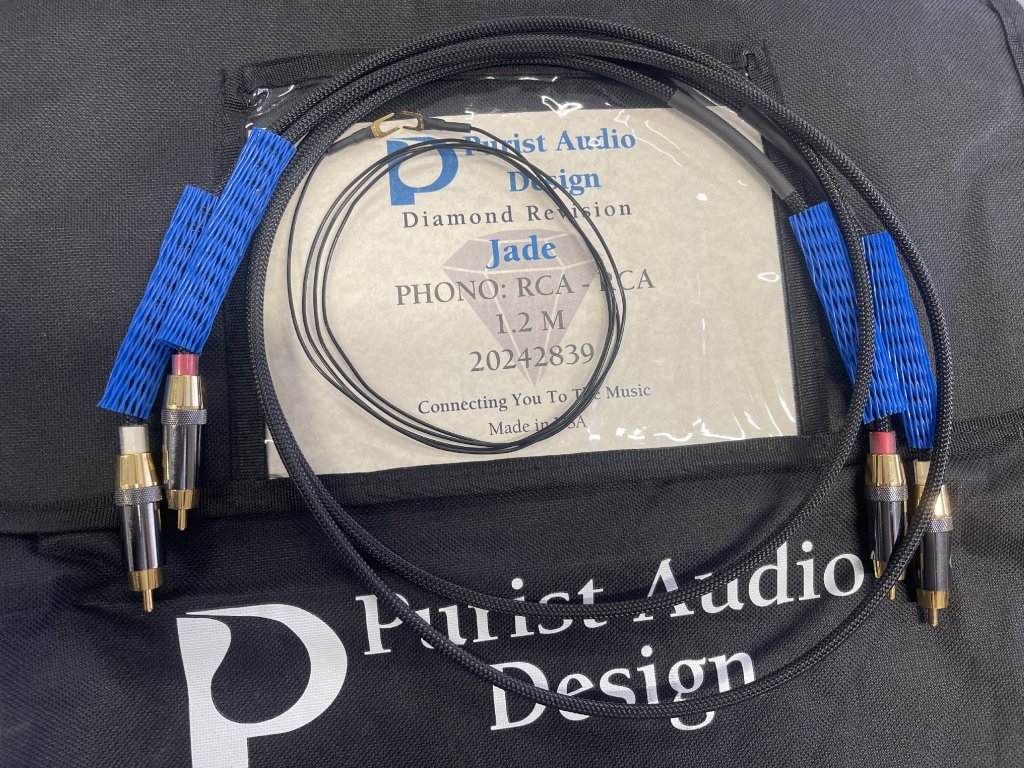 Purist Audio
Design
Diamond Revision
Jade
PHONO: RCA - RCA
1.2 M
20242839
Connecting You To The Music
Made in USA
Purist Audio
Design